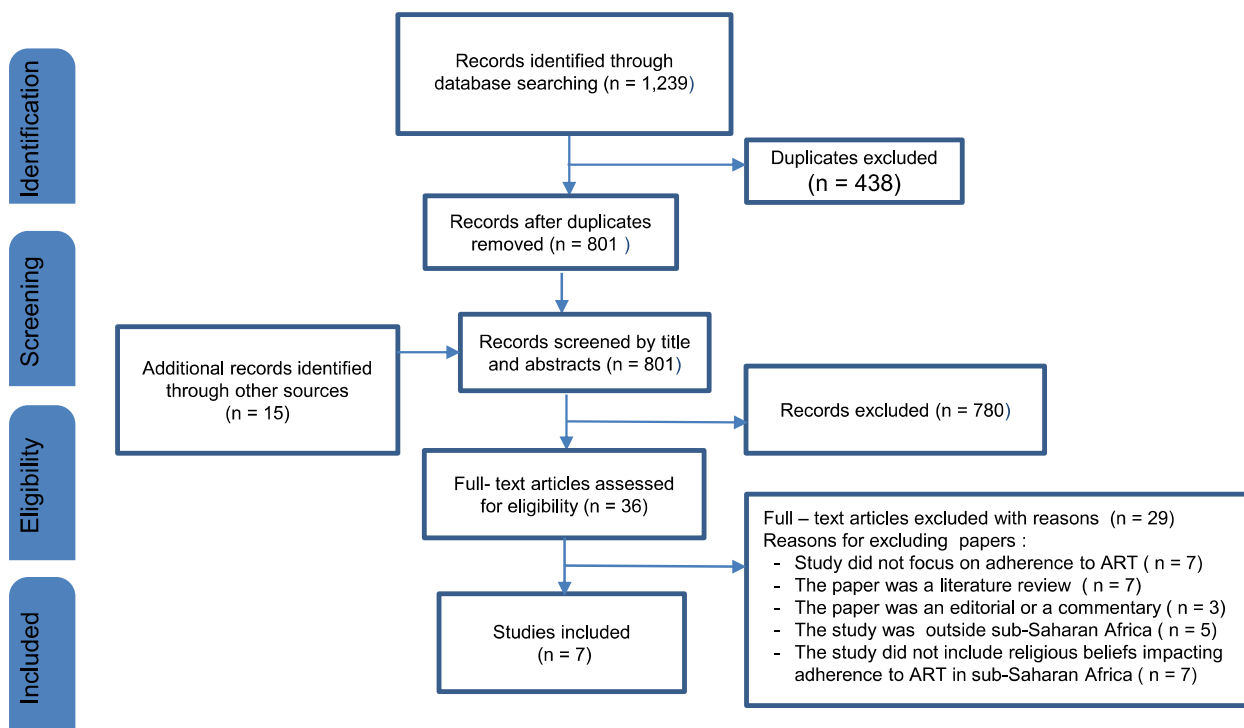 Identification
Records identified through
database searching (n = 1,239)
Duplicates excluded
(n = 438)
Records after duplicates
removed (n = 801 )
Screening
Records screened by title
and abstracts (n = 801)
Additional records identified
through other sources
(n = 15)
Records excluded (n = 780)
Eligibility
Full- text articles assessed
for eligibility (n = 36)
Full – text articles excluded with reasons (n = 29)
Reasons for excluding papers :
- Study did not focus on adherence to ART ( n = 7)
- The paper was a literature review ( n = 7)
- The paper was an editorial or a commentary ( n = 3)
- The study was outside sub-Saharan Africa ( n = 5)
- The study did not include religious beliefs impacting
adherence to ART in sub-Saharan Africa ( n = 7)
Included
Studies included
(n = 7)